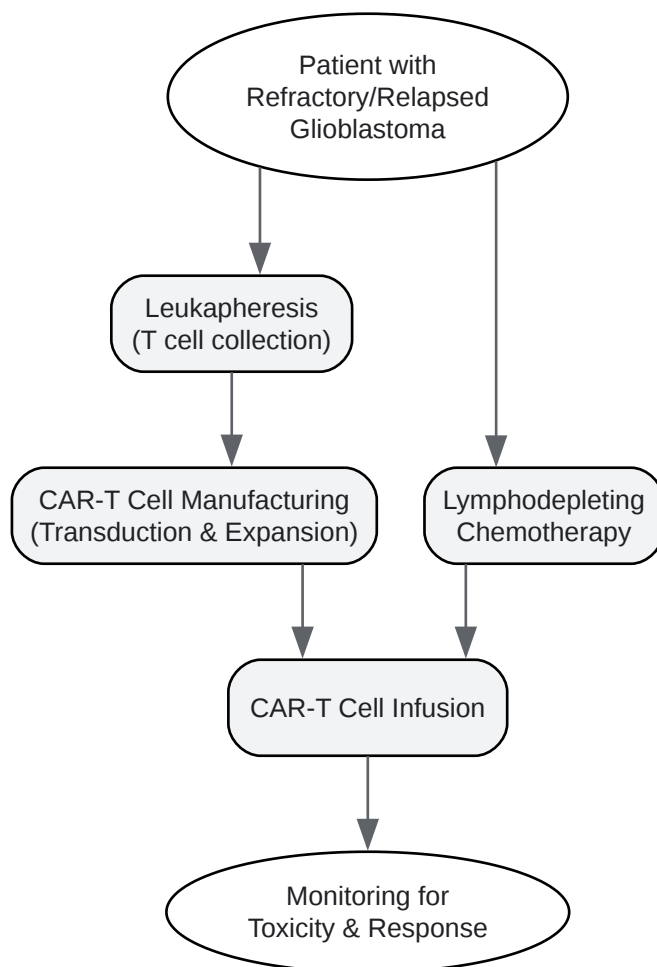 Patient with
Refractory/Relapsed
Glioblastoma
Leukapheresis
(T cell collection)
CAR-T Cell Manufacturing
(Transduction & Expansion)
Lymphodepleting
Chemotherapy
CAR-T Cell Infusion
Monitoring for
Toxicity & Response